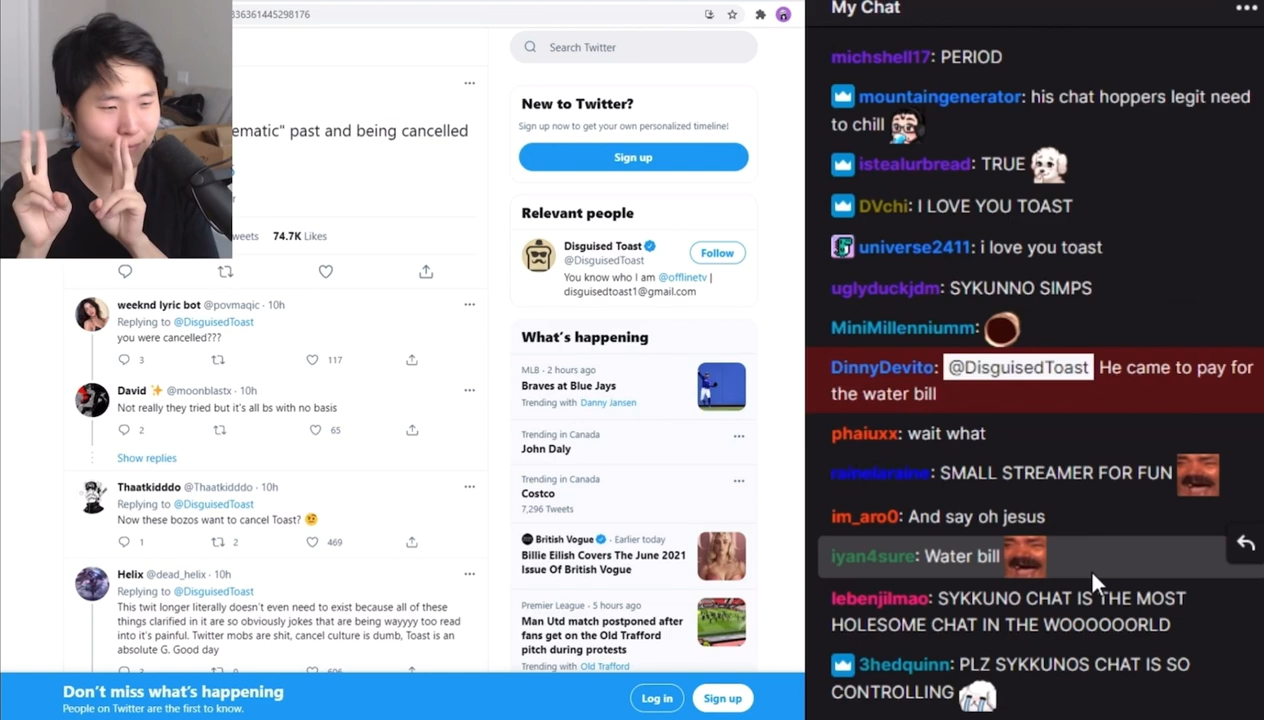 336361445298176
Search Twitter
ematic" past and being cancelled
weets 74.7K Likes
weeknd lyric bot @povmaqic · 10h
Replying to @DisguisedToast
you were cancelled???
3 117
David ✨ @moonblastx · 10h
Not really they tried but it's all bs with no basis
2 65
Show replies
Thaatkidddo @Thaatkidddo · 10h
Replying to @DisguisedToast
Now these bozos want to cancel Toast? 🤨
1 2 469
Helix @dead_helix · 10h
Replying to @DisguisedToast
This twit longer literally doesn't even need to exist because all of these
things clarified in it are so obviously jokes that are being wayyyy too read
into it's painful. Twitter mobs are shit, cancel culture is dumb, Toast is an
absolute G. Good day
New to Twitter?
Sign up now to get your own personalized timeline!
Sign up
Relevant people
Disguised Toast
@DisguisedToast
Follow
You know who I am @offlinetv |
disguisedtoast1@gmail.com
What's happening
MLB · 2 hours ago
Braves at Blue Jays
Trending with Danny Jansen
Trending in Canada
John Daly
Trending in Canada
Costco
7,296 Tweets
British Vogue · Earlier today
Billie Eilish Covers The June 2021
Issue Of British Vogue
Premier League · 5 hours ago
Man Utd match postponed after
fans get on the Old Trafford
pitch during protests
Trending with Old Trafford
Don't miss what's happening
People on Twitter are the first to know.
Log in
Sign up
My Chat
michshell17: PERIOD
mountaingenerator: his chat hoppers legit need
to chill
istealurbread: TRUE
DVchi: I LOVE YOU TOAST
universe2411: i love you toast
uglyduckjdm: SYKUNNO SIMPS
MiniMillenniumm:
DinnyDevito: @DisguisedToast He came to pay for
the water bill
phaiuxx: wait what
SMALL STREAMER FOR FUN
im_aro0: And say oh jesus
iyan4sure: Water bill
lebenjilmao: SYKKUNO CHAT IS THE MOST
HOLESOME CHAT IN THE WOOOOORLD
3hedquinn: PLZ SYKKUNOS CHAT IS SO
CONTROLLING